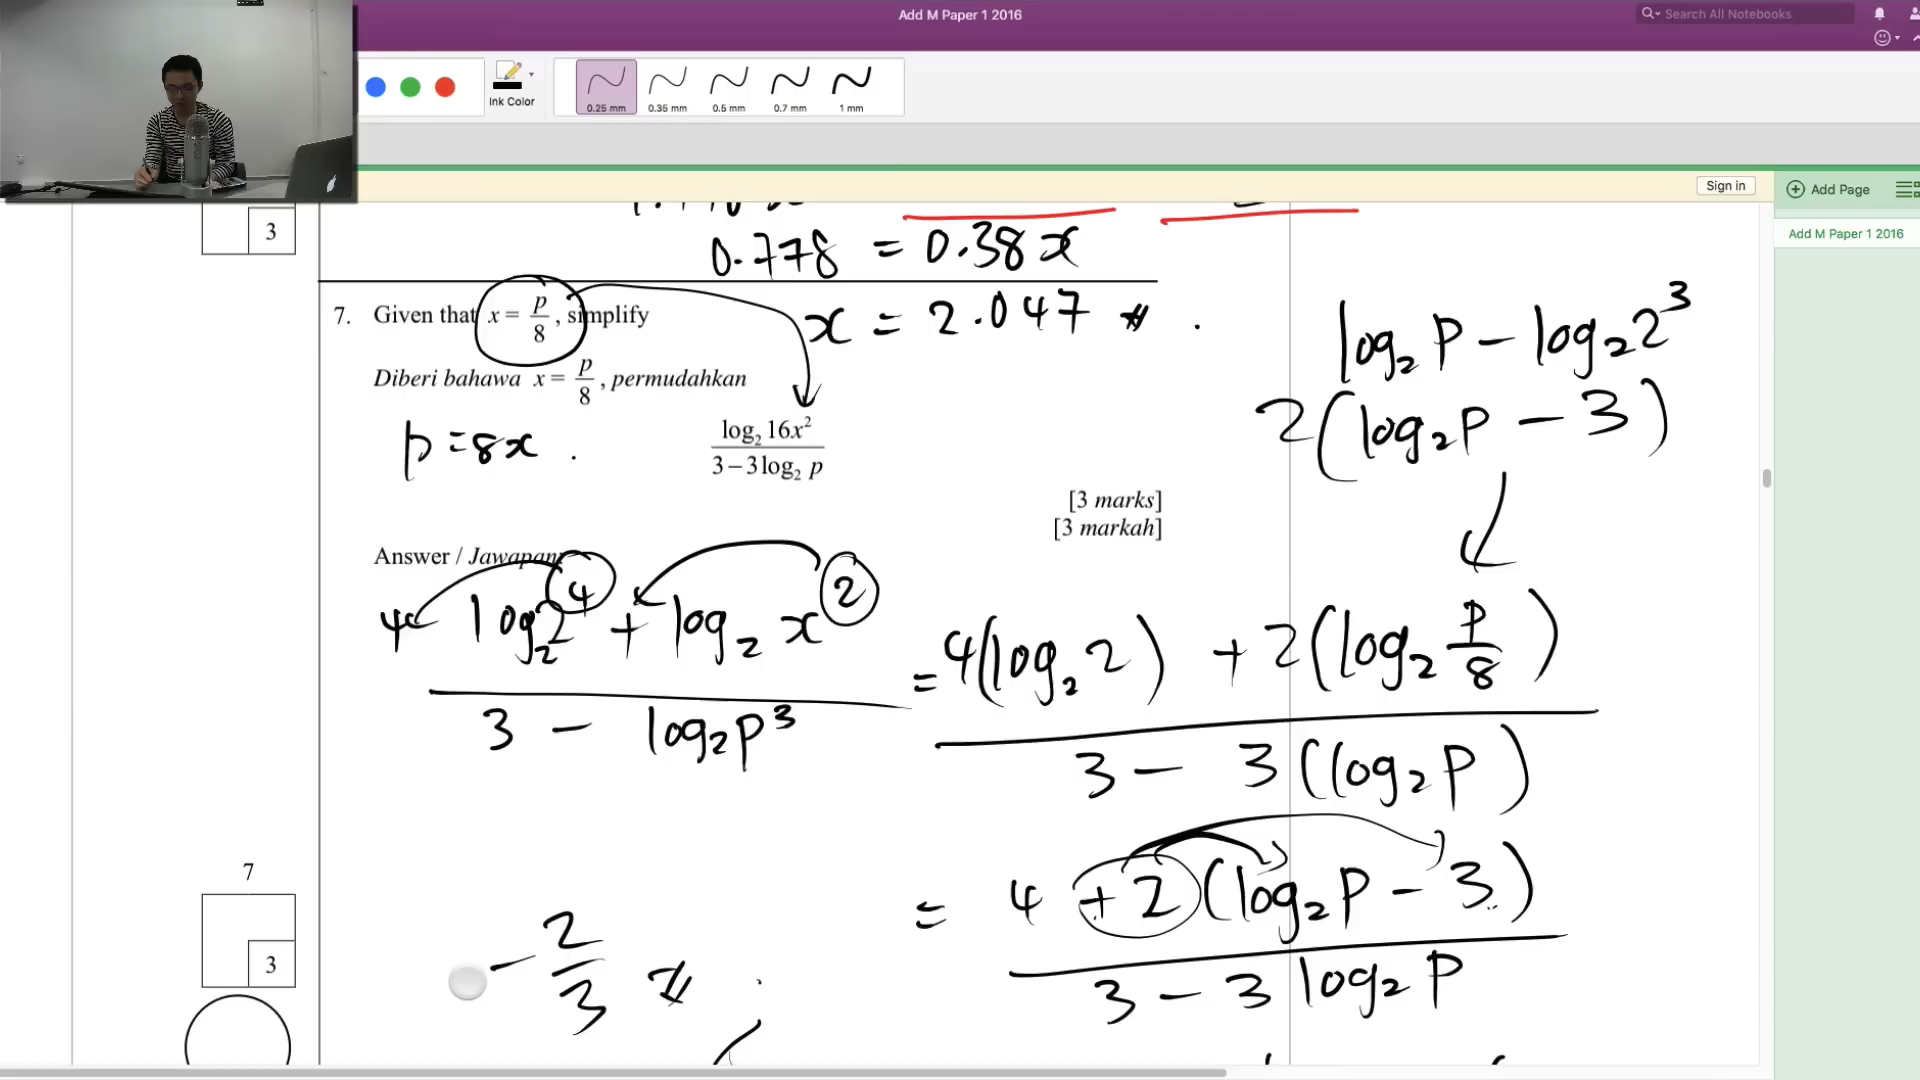 Add M Paper 1 2016
Search All Notebooks
Ink Color
0.25 mm
0.35 mm
0.5 mm
0.7 mm
1 mm
Sign in
Add Page
Add M Paper 1 2016
3
0.778 = 0.38x
x = 2.047 #
7. Given that x = p/8, simplify
Diberi bahawa x = p/8, permudahkan
p = 8x .
log₂ 16x²
3 – 3 log₂ p
[3 marks]
[3 markah]
log₂ P – log₂ 2³
2(log₂ P – 3)
Answer / Jawapan:
4 log₂ 2⁴ + log₂ x²
3 – log₂ p³
= 4(log₂ 2) + 2(log₂ P/8)
3 – 3(log₂ P)
= 4 + 2(log₂ P – 3)
3 – 3 log₂ P
7
3
– 2/3 #